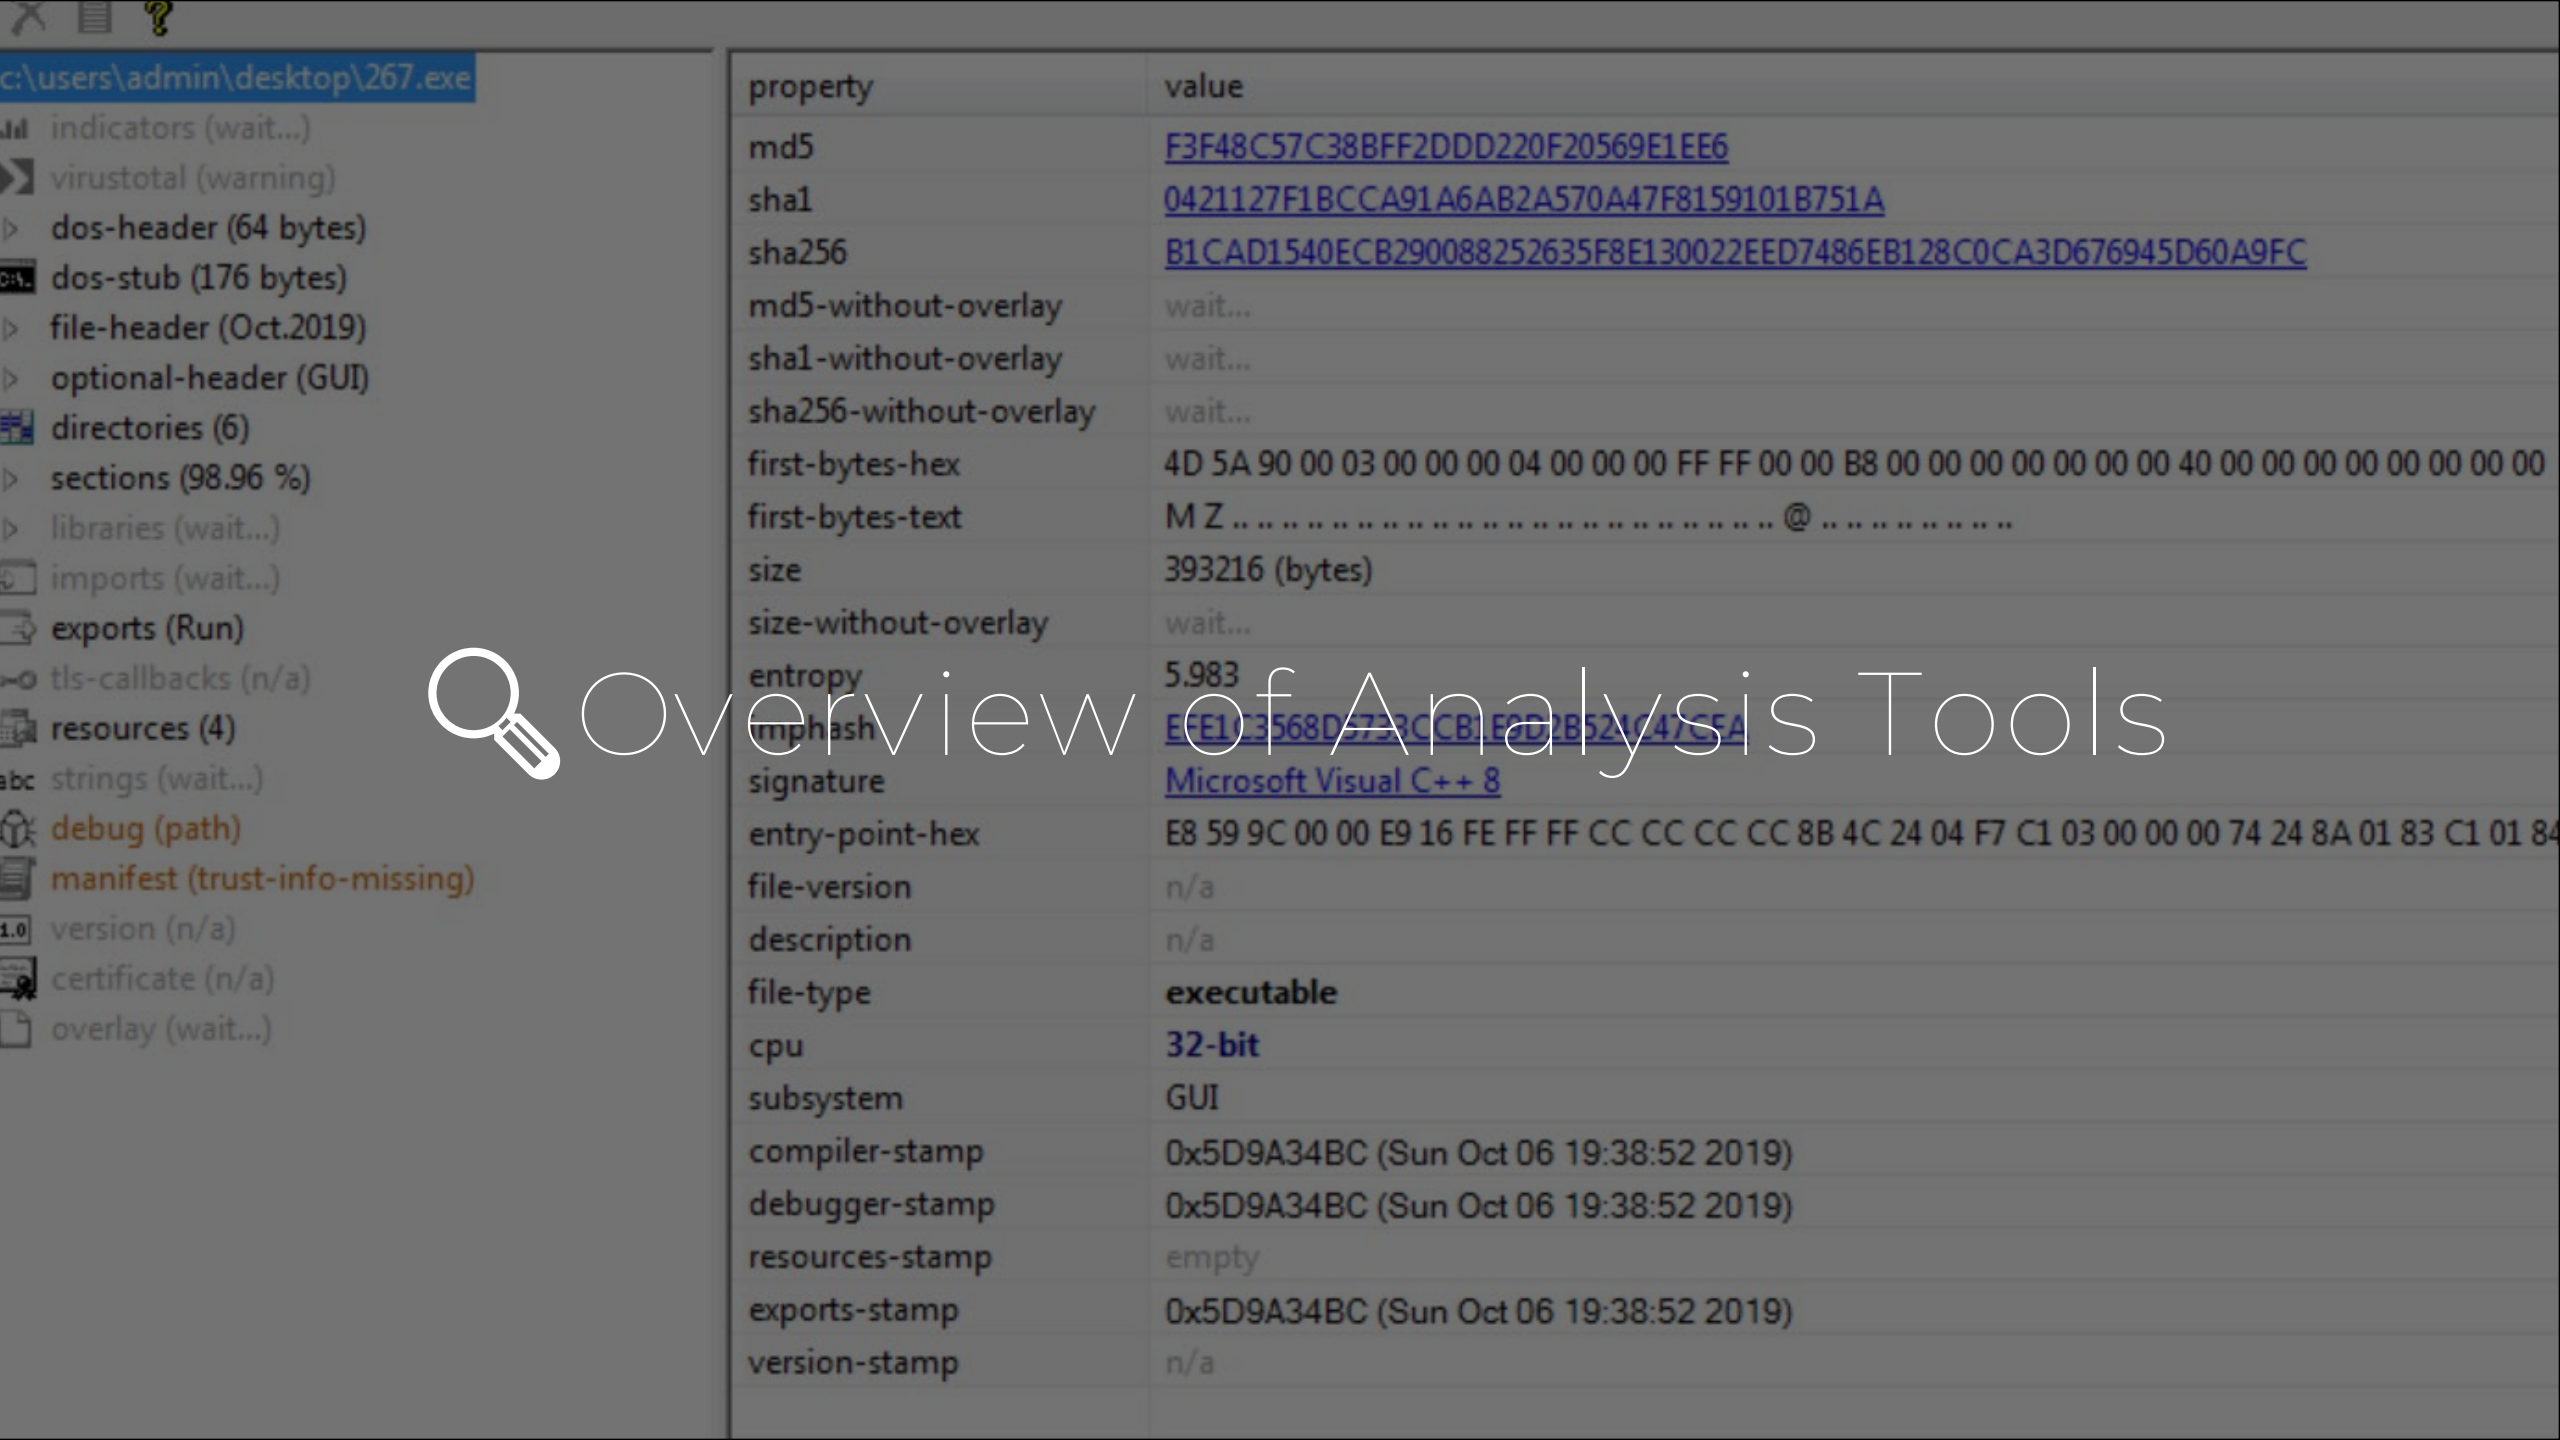 c:\users\admin\desktop\267.exe
indicators (wait...)
virustotal (warning)
dos-header (64 bytes)
dos-stub (176 bytes)
file-header (Oct.2019)
optional-header (GUI)
directories (6)
sections (98.96 %)
libraries (wait...)
imports (wait...)
exports (Run)
tls-callbacks (n/a)
resources (4)
abc strings (wait...)
debug (path)
manifest (trust-info-missing)
1.0 version (n/a)
certificate (n/a)
overlay (wait...)
property value
md5 F3F48C57C38BFF2DDD220F20569E1EE6
sha1 0421127F1BCCA91A6AB2A570A47F8159101B751A
sha256 B1CAD1540ECB290088252635F8E130022EED7486EB128C0CA3D676945D60A9FC
md5-without-overlay wait...
sha1-without-overlay wait...
sha256-without-overlay wait...
first-bytes-hex 4D 5A 90 00 03 00 00 00 04 00 00 00 FF FF 00 00 B8 00 00 00 00 00 00 00 40 00 00 00 00 00 00 00
first-bytes-text M Z .. .. .. .. .. .. .. .. .. .. .. .. .. .. .. .. .. .. .. .. .. .. @ .. .. .. .. .. .. .. ..
size 393216 (bytes)
size-without-overlay wait...
entropy 5.983
Overview of Analysis Tools
imphash
signature Microsoft Visual C++ 8
entry-point-hex E8 59 9C 00 00 E9 16 FE FF FF CC CC CC CC CC 8B 4C 24 04 F7 C1 03 00 00 00 74 24 8A 01 83 C1 01 84
file-version n/a
description n/a
file-type executable
cpu 32-bit
subsystem GUI
compiler-stamp 0x5D9A34BC (Sun Oct 06 19:38:52 2019)
debugger-stamp 0x5D9A34BC (Sun Oct 06 19:38:52 2019)
resources-stamp empty
exports-stamp 0x5D9A34BC (Sun Oct 06 19:38:52 2019)
version-stamp n/a